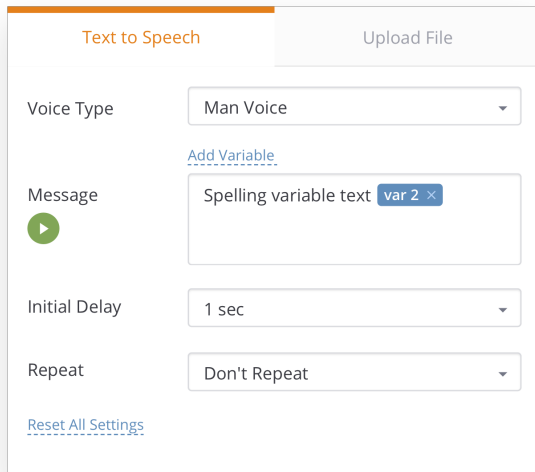 Text to Speech
Upload File
Voice Type
Man Voice
Add Variable
Message
Spelling variable text var 2 ×
Initial Delay
1 sec
Repeat
Don't Repeat
Reset All Settings